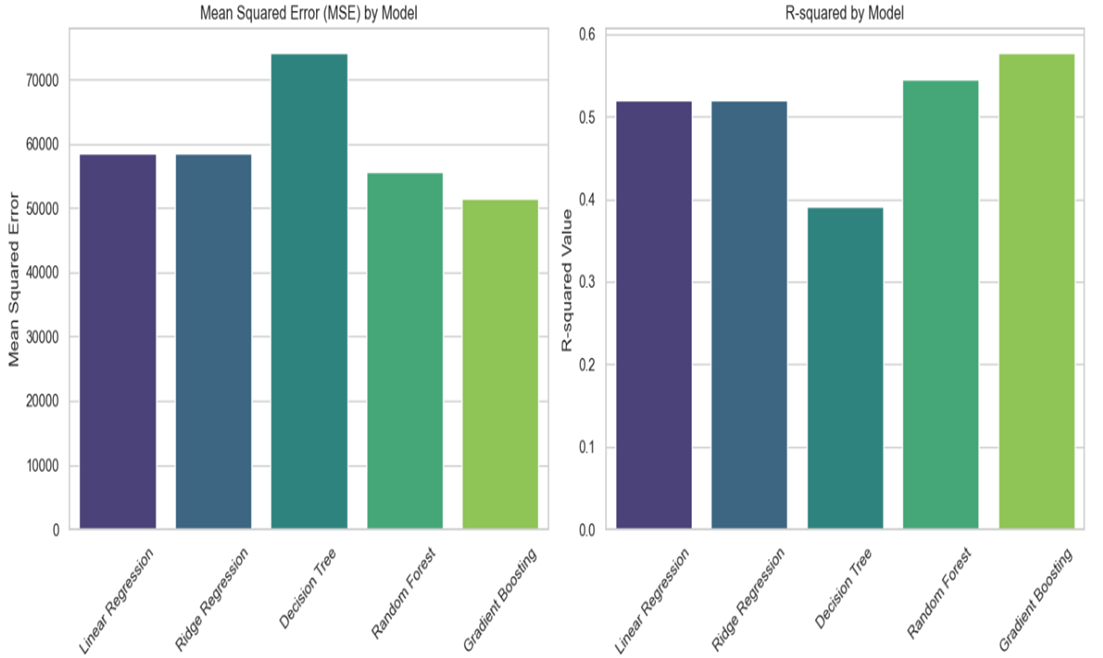 Mean Squared Error (MSE) by Model
Mean Squared Error
70000
60000
50000
40000
30000
20000
10000
0
Linear Regression
Ridge Regression
Decision Tree
Random Forest
Gradient Boosting
R-squared by Model
R-squared Value
0.6
0.5
0.4
0.3
0.2
0.1
0.0
Linear Regression
Ridge Regression
Decision Tree
Random Forest
Gradient Boosting